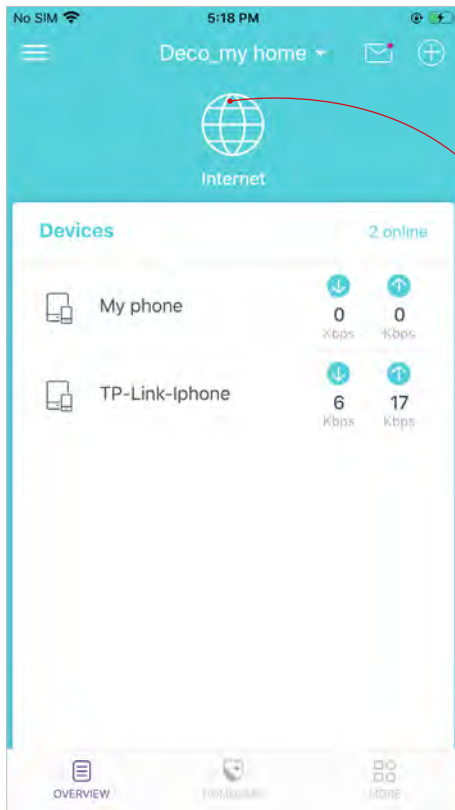 No SIM 5:18 PM
Deco_my home
Internet
Devices 2 online
My phone
0 0
Kbps Kbps
TP-Link-Iphone
6 17
Kbps Kbps
OVERVIEW HOMECARE MORE